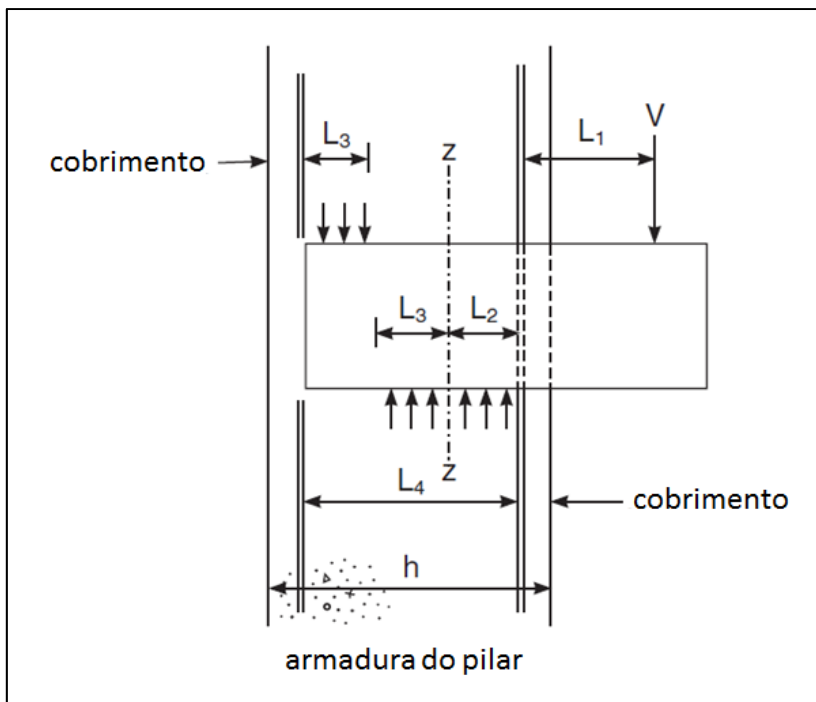 V
L₁
L₃
z
cobrimento
L₃
L₂
z
L₄
cobrimento
h
armadura do pilar